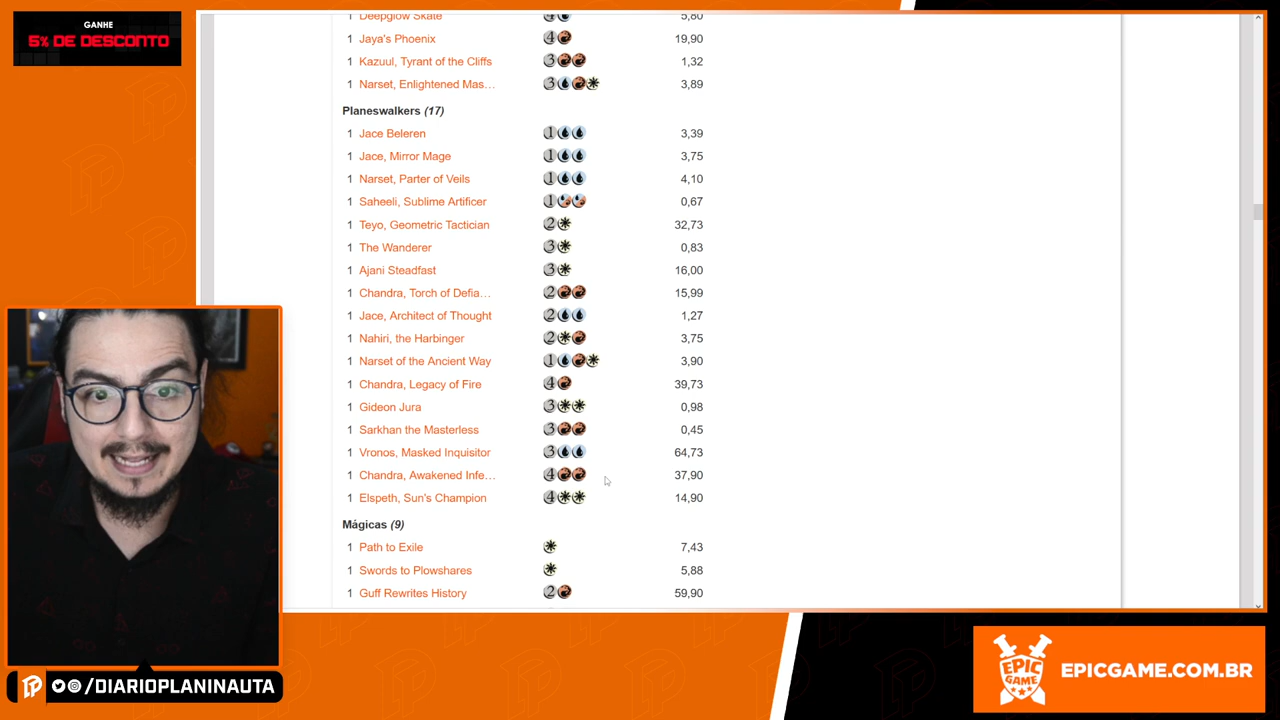 GANHE
5% DE DESCONTO
Deepglow Skate 4 5,80
1 Jaya's Phoenix 4 19,90
1 Kazuul, Tyrant of the Cliffs 3 1,32
1 Narset, Enlightened Mas… 3 3,89
Planeswalkers (17)
1 Jace Beleren 1 3,39
1 Jace, Mirror Mage 1 3,75
1 Narset, Parter of Veils 1 4,10
1 Saheeli, Sublime Artificer 1 0,67
1 Teyo, Geometric Tactician 2 32,73
1 The Wanderer 3 0,83
1 Ajani Steadfast 3 16,00
1 Chandra, Torch of Defia… 2 15,99
1 Jace, Architect of Thought 2 1,27
1 Nahiri, the Harbinger 2 3,75
1 Narset of the Ancient Way 1 3,90
1 Chandra, Legacy of Fire 4 39,73
1 Gideon Jura 3 0,98
1 Sarkhan the Masterless 3 0,45
1 Vronos, Masked Inquisitor 3 64,73
1 Chandra, Awakened Infe… 4 37,90
1 Elspeth, Sun's Champion 4 14,90
Mágicas (9)
1 Path to Exile 7,43
1 Swords to Plowshares 5,88
1 Guff Rewrites History 2 59,90
/DIARIOPLANINAUTA
EPIC
GAME
EPICGAME.COM.BR